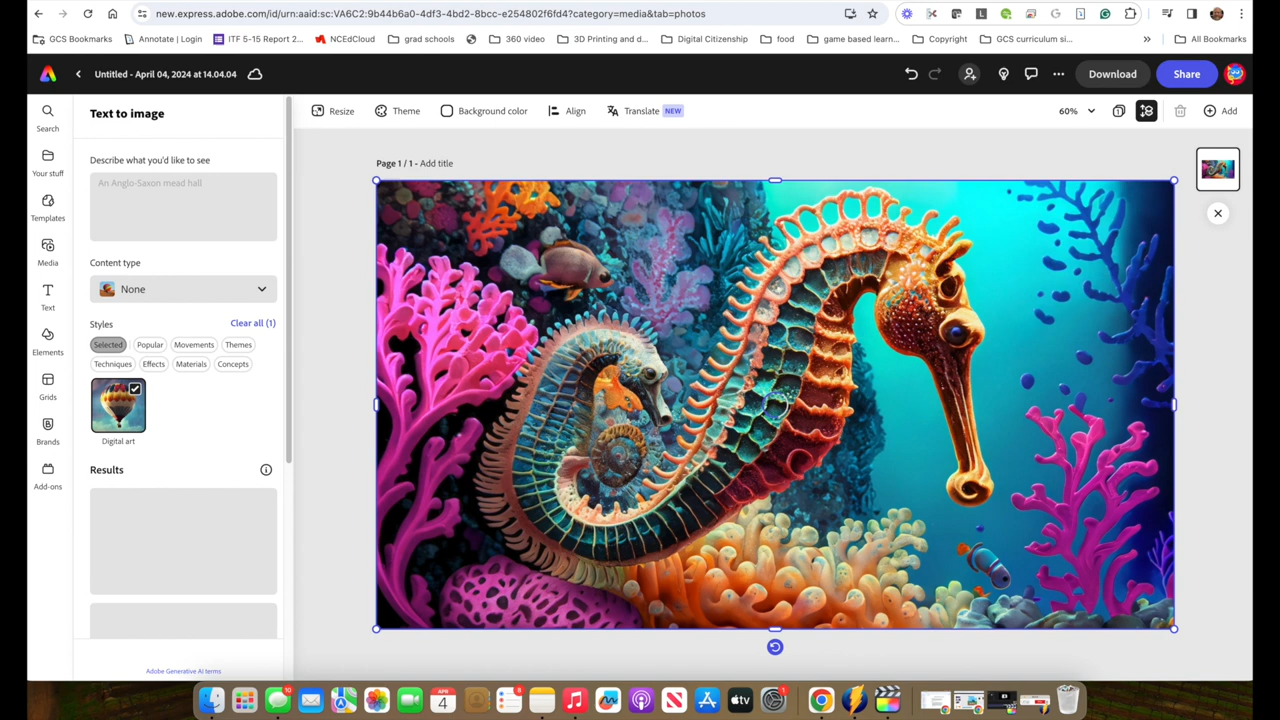 new.express.adobe.com/id/urn:aaid:sc:VA6C2:9b44b6a0-4df3-4bd2-8bcc-e254802f6fd4?category=media&tab=photos
GCS Bookmarks
Annotate | Login
ITF 5-15 Report 2...
NCEdCloud
grad schools
360 video
3D Printing and d...
Digital Citizenship
food
game based learn...
Copyright
GCS curriculum si...
»
All Bookmarks
Untitled - April 04, 2024 at 14.04.04
Download
Share
Search
Your stuff
Templates
Media
Text
Elements
Grids
Brands
Add-ons
Text to image
Describe what you'd like to see
An Anglo-Saxon mead hall
Content type
None
Styles
Clear all (1)
Selected
Popular
Movements
Themes
Techniques
Effects
Materials
Concepts
Digital art
Results
Adobe Generative AI terms
Resize
Theme
Background color
Align
Translate NEW
60%
Add
Page 1 / 1 - Add title
10
APR
4
8
1